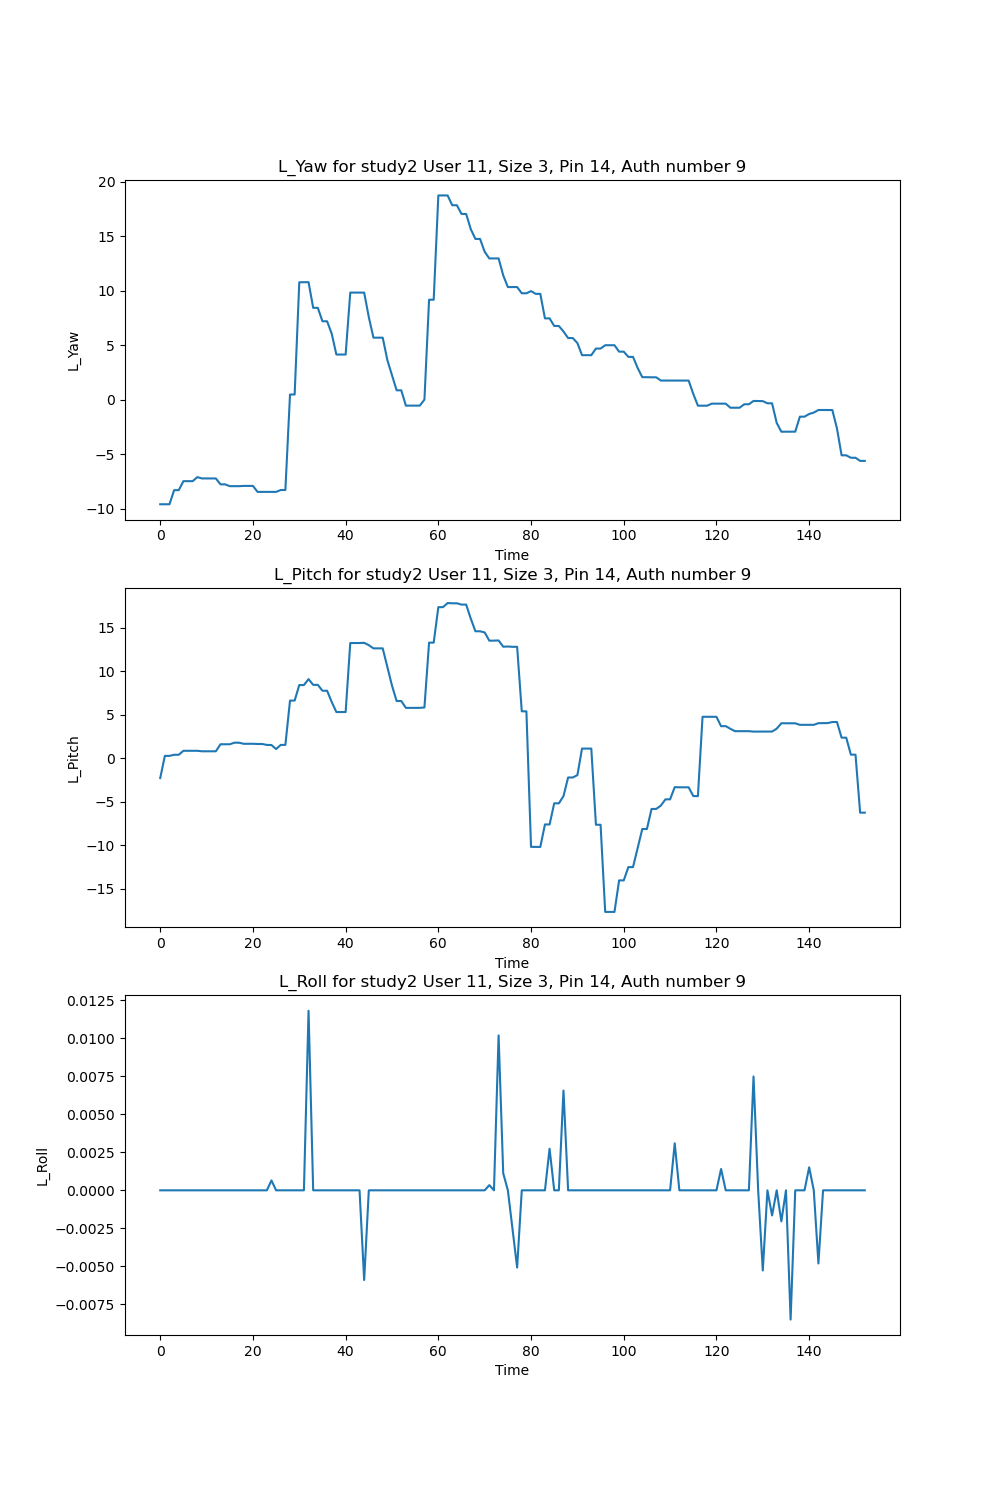 L_Yaw for study2 User 11, Size 3, Pin 14, Auth number 9
20
15
10
5
0
−5
−10
L_Yaw
0 20 40 60 80 100 120 140
Time
L_Pitch for study2 User 11, Size 3, Pin 14, Auth number 9
15
10
5
0
−5
−10
−15
L_Pitch
0 20 40 60 80 100 120 140
Time
L_Roll for study2 User 11, Size 3, Pin 14, Auth number 9
0.0125
0.0100
0.0075
0.0050
0.0025
0.0000
−0.0025
−0.0050
−0.0075
L_Roll
0 20 40 60 80 100 120 140
Time